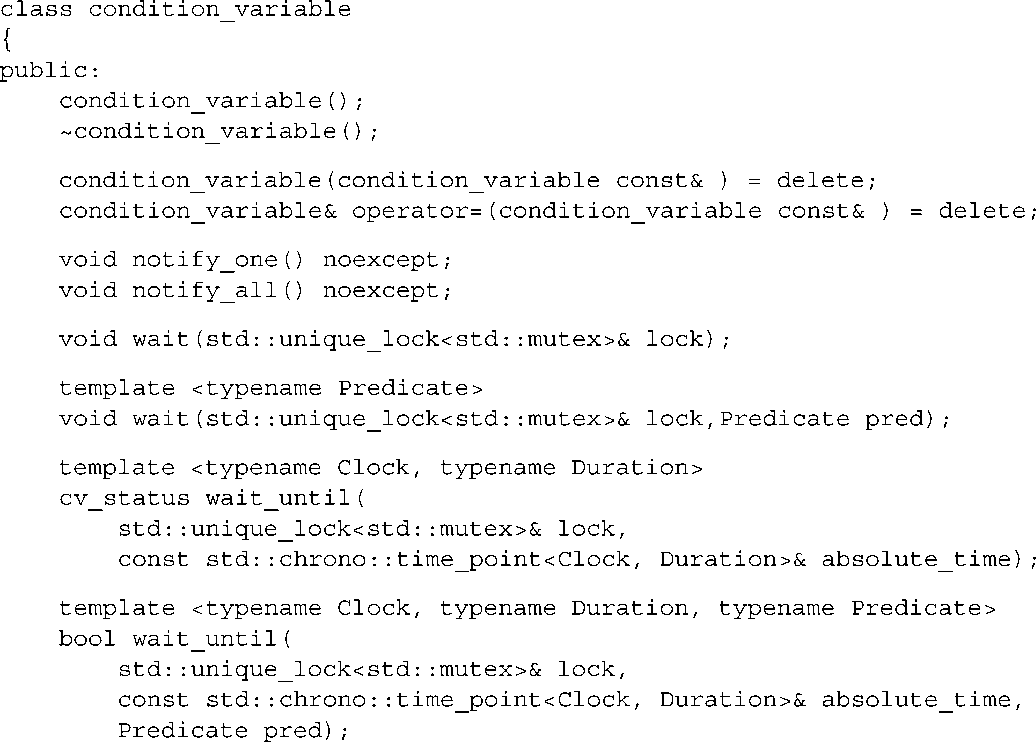 class condition_variable
{
public:
    condition_variable();
    ~condition_variable();
    condition_variable(condition_variable const& ) = delete;
    condition_variable& operator=(condition_variable const& ) = delete;
    void notify_one() noexcept;
    void notify_all() noexcept;
    void wait(std::unique_lock<std::mutex>& lock);
    template <typename Predicate>
    void wait(std::unique_lock<std::mutex>& lock,Predicate pred);
    template <typename Clock, typename Duration>
    cv_status wait_until(
        std::unique_lock<std::mutex>& lock,
        const std::chrono::time_point<Clock, Duration>& absolute_time);
    template <typename Clock, typename Duration, typename Predicate>
    bool wait_until(
        std::unique_lock<std::mutex>& lock,
        const std::chrono::time_point<Clock, Duration>& absolute_time,
        Predicate pred);